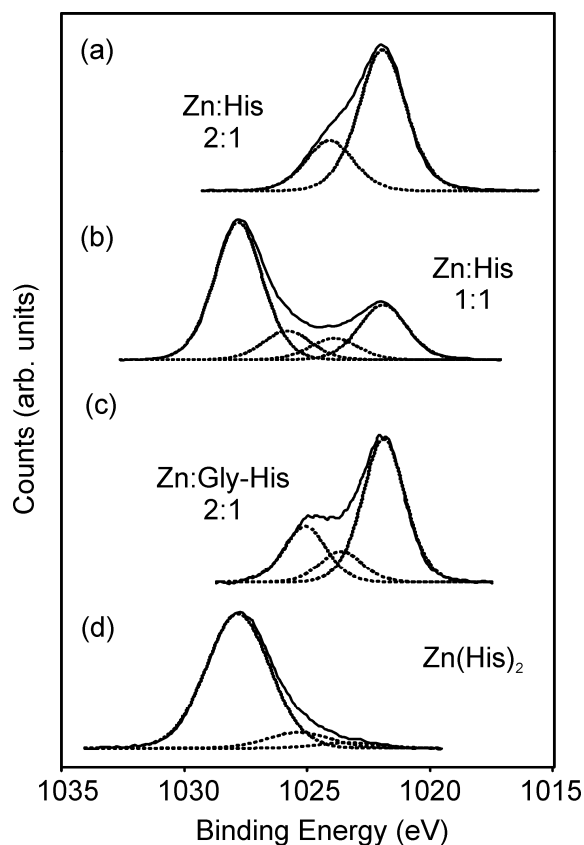 (a)
Zn:His
2:1
(b)
Zn:His
1:1
(c)
Zn:Gly-His
2:1
(d)
Zn(His)₂
Counts (arb. units)
1035 1030 1025 1020 1015
Binding Energy (eV)